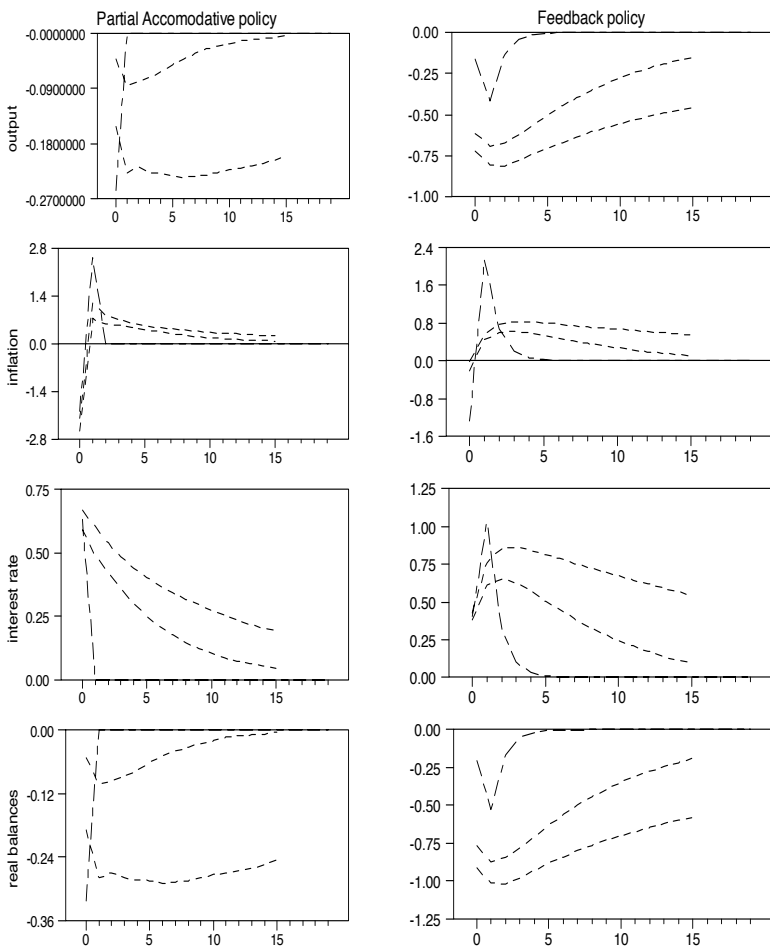 Partial Accomodative policy
output
-0.0000000
-0.0900000
-0.1800000
-0.2700000
0 5 10 15
Feedback policy
0.00
-0.25
-0.50
-0.75
-1.00
0 5 10 15
inflation
2.8
1.4
0.0
-1.4
-2.8
0 5 10 15
2.4
1.6
0.8
0.0
-0.8
-1.6
0 5 10 15
interest rate
0.75
0.50
0.25
0.00
0 5 10 15
1.25
1.00
0.75
0.50
0.25
0.00
0 5 10 15
real balances
0.00
-0.12
-0.24
-0.36
0 5 10 15
-0.00
-0.25
-0.50
-0.75
-1.00
-1.25
0 5 10 15